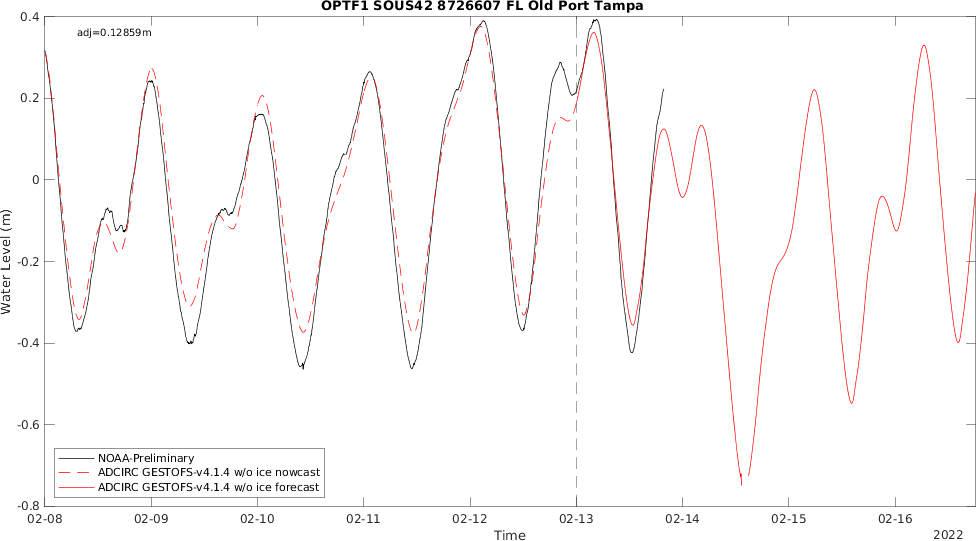 OPTF1 SOUS42 8726607 FL Old Port Tampa
adj=0.12859m
0.4
0.2
0
-0.2
-0.4
-0.6
-0.8
Water Level (m)
NOAA-Preliminary
ADCIRC GESTOFS-v4.1.4 w/o ice nowcast
ADCIRC GESTOFS-v4.1.4 w/o ice forecast
02-08 02-09 02-10 02-11 02-12 02-13 02-14 02-15 02-16
Time
2022